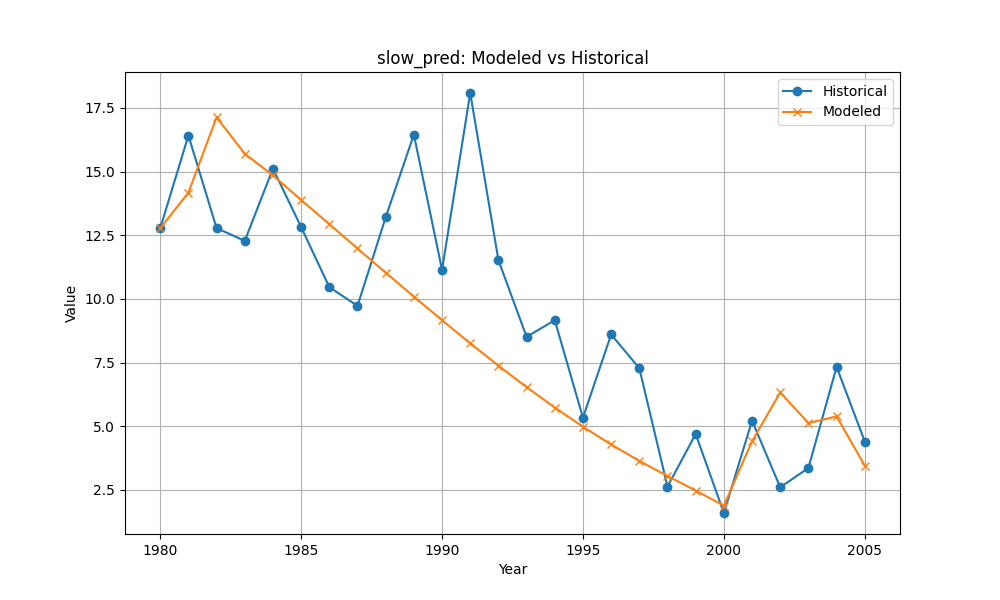 slow_pred: Modeled vs Historical
Historical
Modeled
17.5
15.0
12.5
10.0
7.5
5.0
2.5
Value
1980 1985 1990 1995 2000 2005
Year